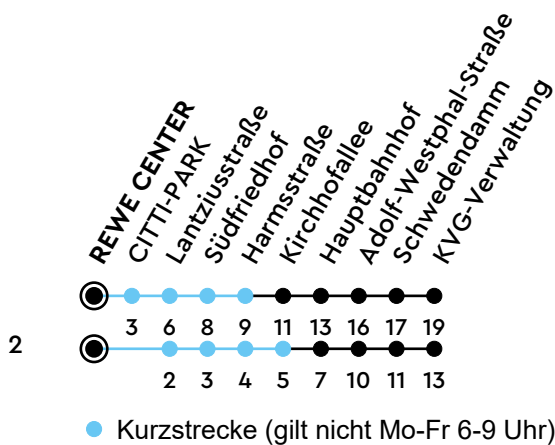 REWE CENTER
CITTI-PARK
Lantziusstraße
Südfriedhof
Harmsstraße
Kirchhofallee
Hauptbahnhof
Adolf-Westphal-Straße
Schwedendamm
KVG-Verwaltung
3 6 8 9 11 13 16 17 19
2 2 3 4 5 7 10 11 13
Kurzstrecke (gilt nicht Mo-Fr 6-9 Uhr)